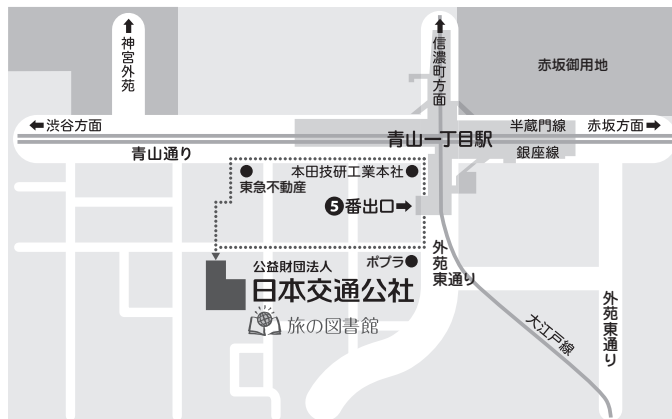 神宮外苑
信濃町方面
赤坂御用地
渋谷方面
青山一丁目駅
半蔵門線
赤坂方面
青山通り
銀座線
本田技研工業本社
東急不動産
5番出口
外苑東通り
ポプラ
公益財団法人
日本交通公社
旅の図書館
大江戸線
外苑東通り